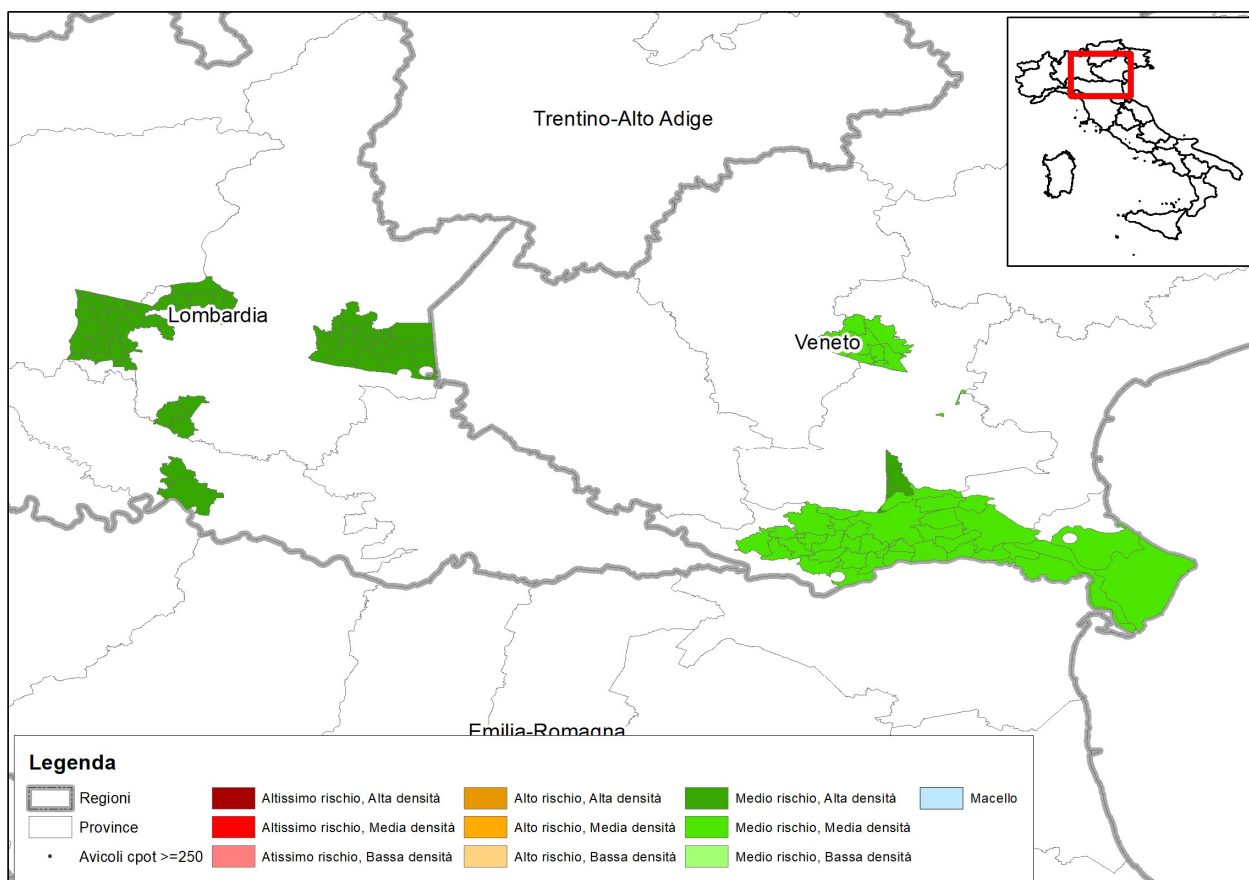 Trentino-Alto Adige
Lombardia
Veneto
Emilia-Romagna
Legenda
Regioni
Province
Avicoli cpot >=250
Altissimo rischio, Alta densità
Altissimo rischio, Media densità
Atissimo rischio, Bassa densità
Alto rischio, Alta densità
Alto rischio, Media densità
Alto rischio, Bassa densità
Medio rischio, Alta densità
Medio rischio, Media densità
Medio rischio, Bassa densità
Macello